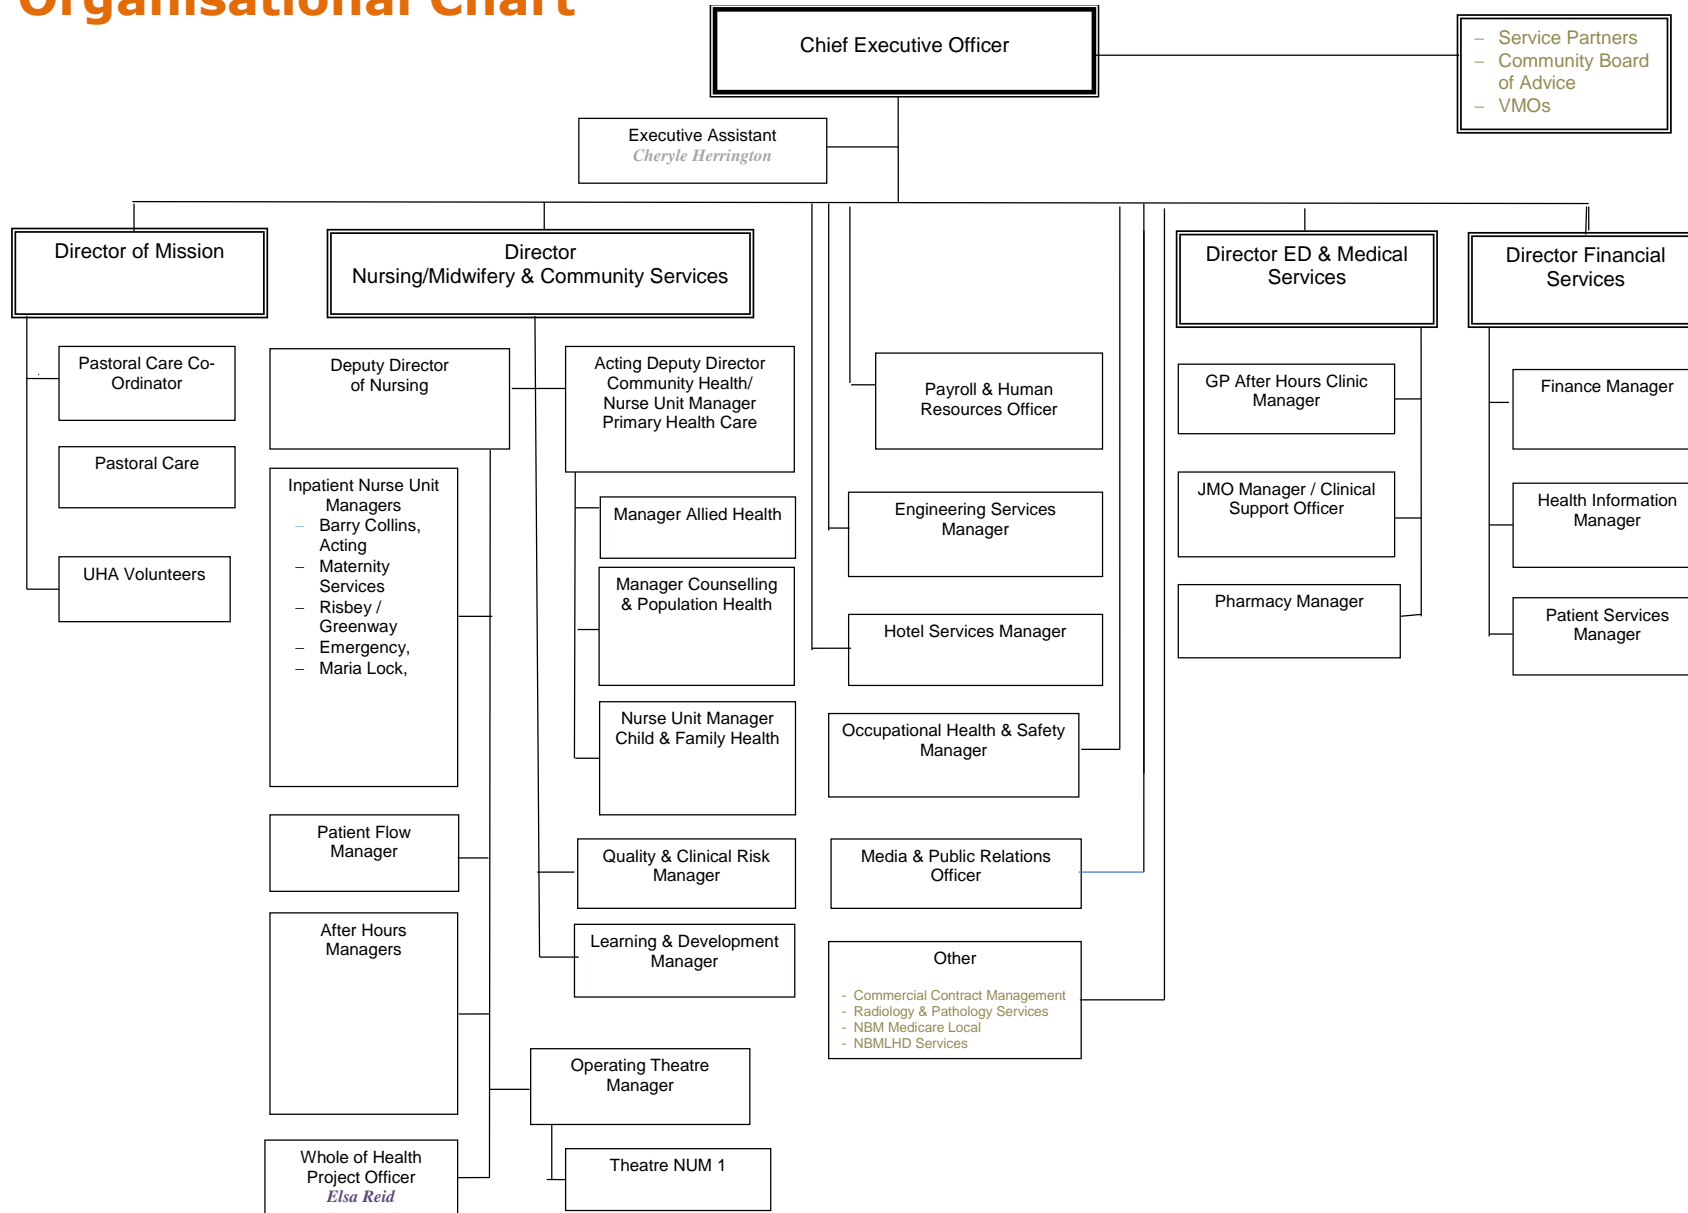 Organisational Chart
Chief Executive Officer
– Service Partners
– Community Board
of Advice
– VMOs
Executive Assistant
Cheryle Herrington
Director of Mission
Director
Nursing/Midwifery & Community Services
Director ED & Medical
Services
Director Financial
Services
Pastoral Care Co-
Ordinator
Pastoral Care
UHA Volunteers
Deputy Director
of Nursing
Inpatient Nurse Unit
Managers
– Barry Collins,
Acting
– Maternity
Services
– Risbey /
Greenway
– Emergency,
– Maria Lock,
Patient Flow
Manager
After Hours
Managers
Whole of Health
Project Officer
Elsa Reid
Acting Deputy Director
Community Health/
Nurse Unit Manager
Primary Health Care
Manager Allied Health
Manager Counselling
& Population Health
Nurse Unit Manager
Child & Family Health
Quality & Clinical Risk
Manager
Learning & Development
Manager
Operating Theatre
Manager
Theatre NUM 1
Payroll & Human
Resources Officer
Engineering Services
Manager
Hotel Services Manager
Occupational Health & Safety
Manager
Media & Public Relations
Officer
Other
- Commercial Contract Management
- Radiology & Pathology Services
- NBM Medicare Local
- NBMLHD Services
GP After Hours Clinic
Manager
JMO Manager / Clinical
Support Officer
Pharmacy Manager
Finance Manager
Health Information
Manager
Patient Services
Manager